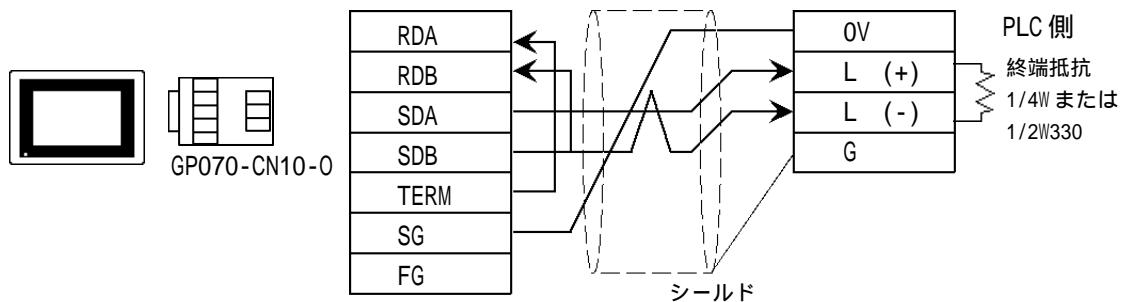 GP070-CN10-0
RDA
RDB
SDA
SDB
TERM
SG
FG
シールド
0V
L (+)
L (-)
G
PLC 側
終端抵抗
1/4W または
1/2W330